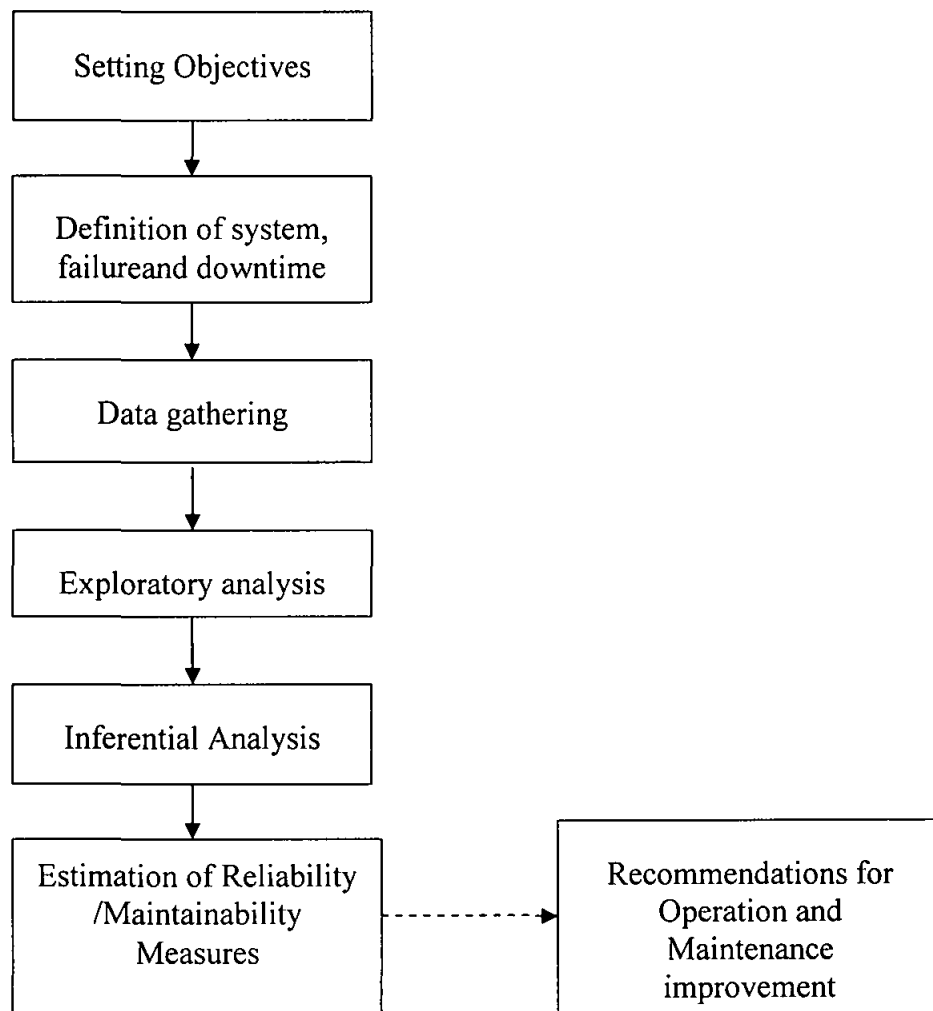 Setting Objectives
Definition of system,
failureand downtime
Data gathering
Exploratory analysis
Inferential Analysis
Estimation of Reliability
/Maintainability
Measures
Recommendations for
Operation and
Maintenance
improvement